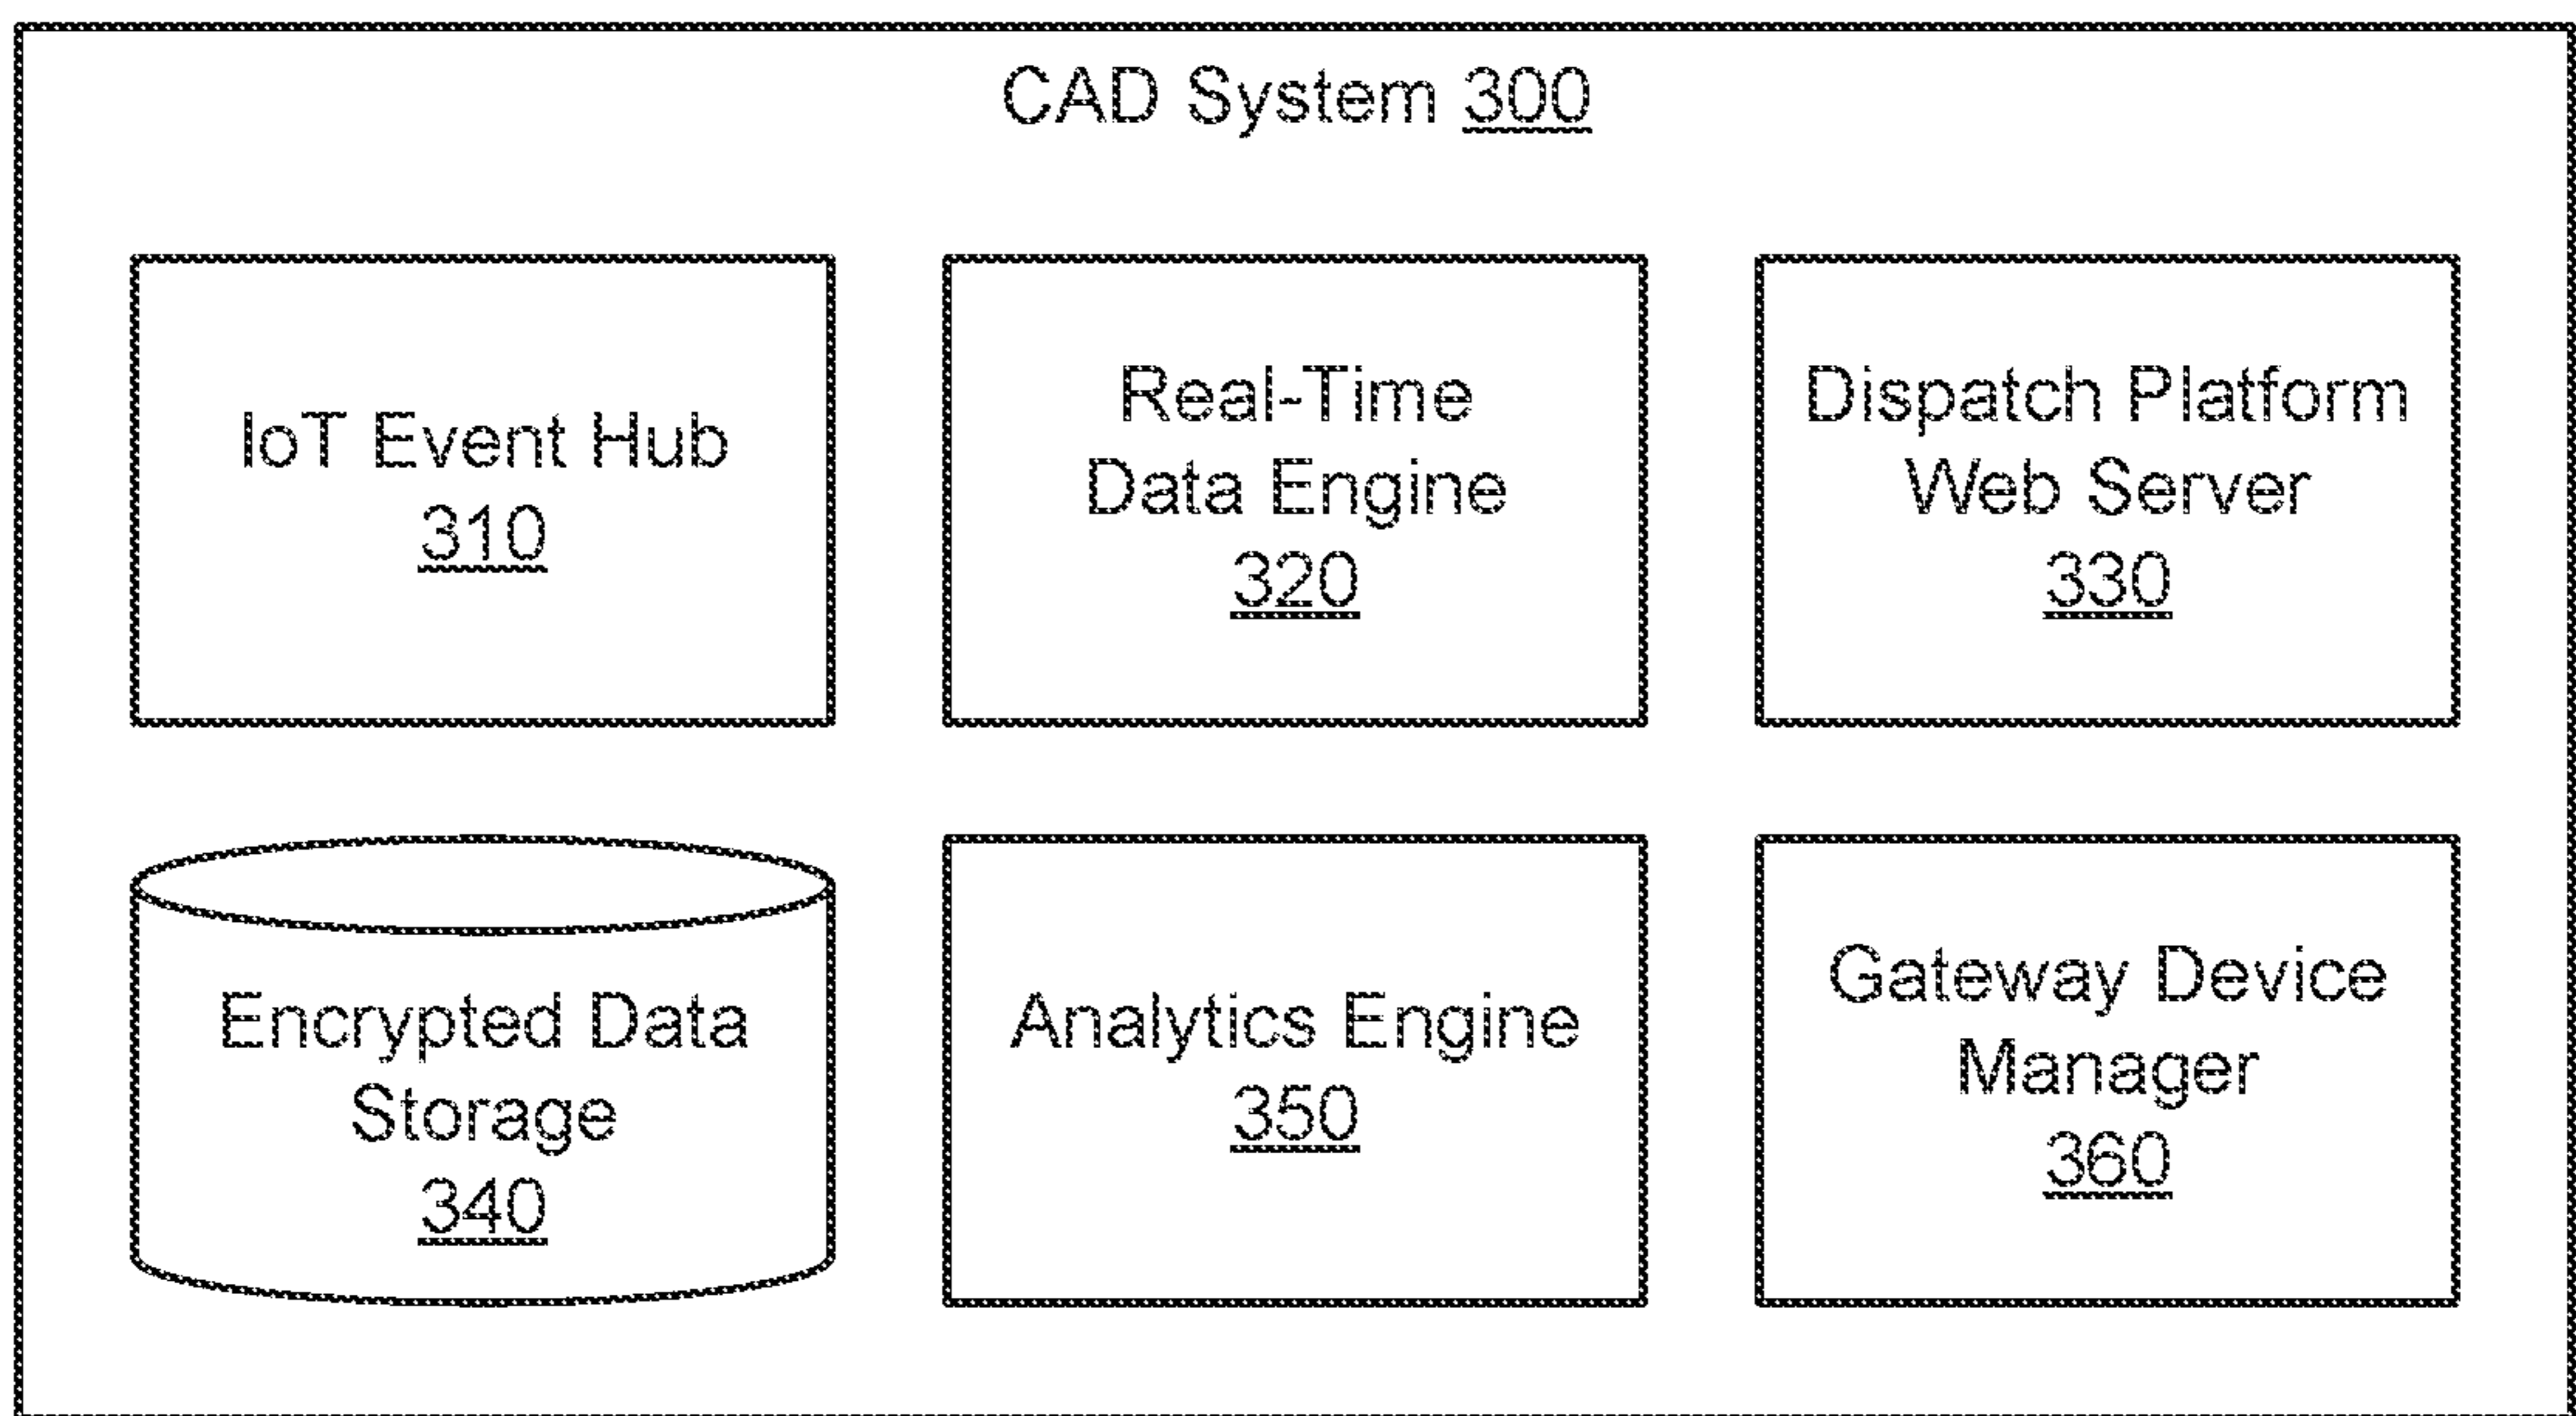 CAD System 300
IoT Event Hub
310
Real-Time
Data Engine
320
Dispatch Platform
Web Server
330
Encrypted Data
Storage
340
Analytics Engine
350
Gateway Device
Manager
360